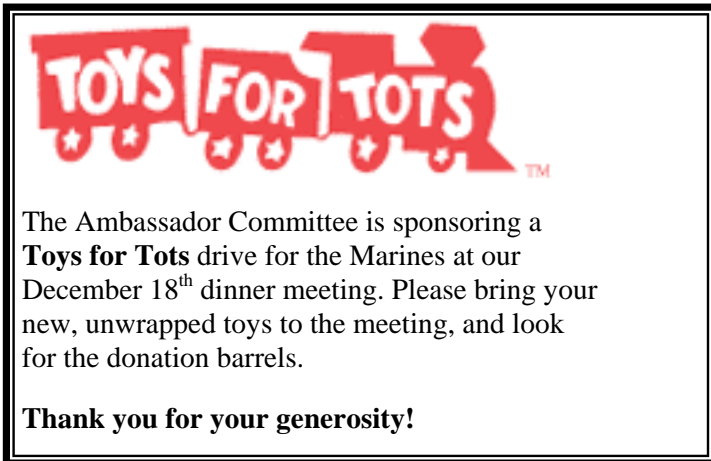 TOYS FOR TOTS
TM
The Ambassador Committee is sponsoring a
Toys for Tots drive for the Marines at our
December 18th dinner meeting. Please bring your
new, unwrapped toys to the meeting, and look
for the donation barrels.
Thank you for your generosity!